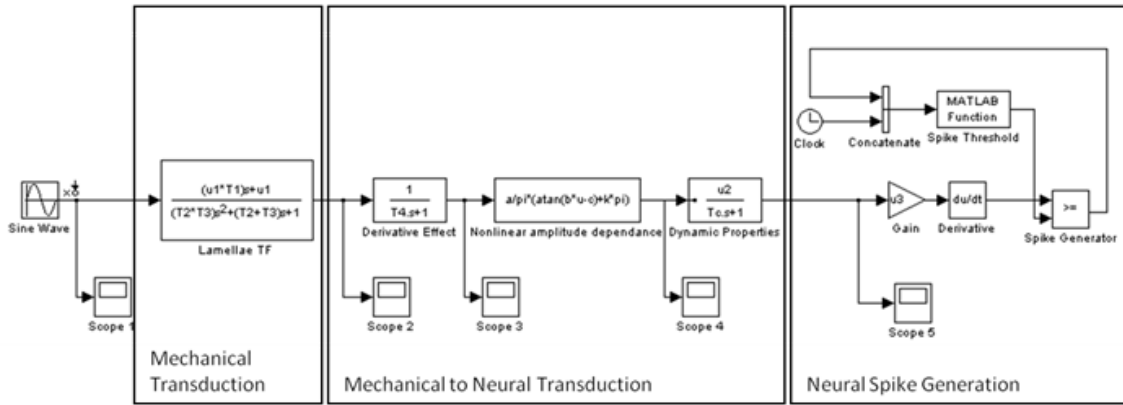 x₀
Sine Wave
Scope 1
(u1*T1)s+u1
(T2*T3)s²+(T2+T3)s+1
Lamellae TF
Mechanical
Transduction
1
T4.s+1
Derivative Effect
a/pi*(atan(b*u-c)+k*pi)
Nonlinear amplitude dependance
u2
Tc.s+1
Dynamic Properties
Scope 2
Scope 3
Scope 4
Mechanical to Neural Transduction
Clock
Concatenate
MATLAB
Function
Spike Threshold
u3
Gain
du/dt
Derivative
>=
Spike Generator
Scope 5
Neural Spike Generation